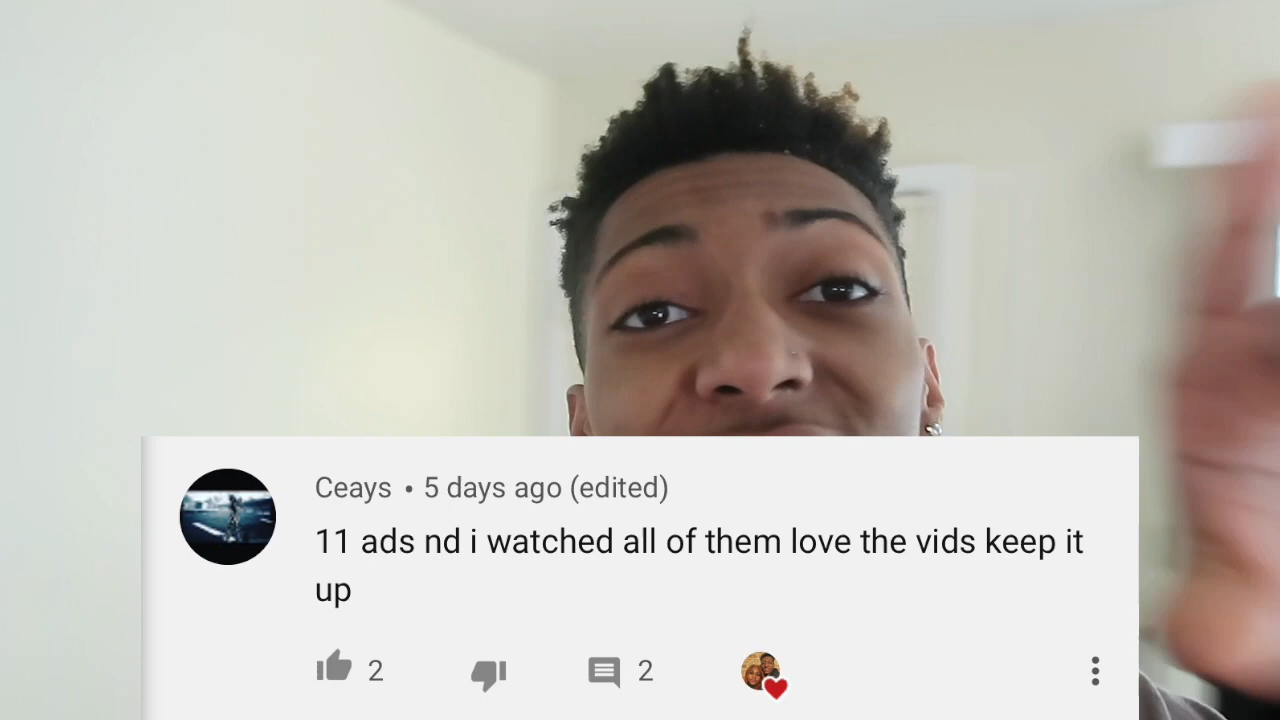 Ceays • 5 days ago (edited)
11 ads nd i watched all of them love the vids keep it
up
2
2